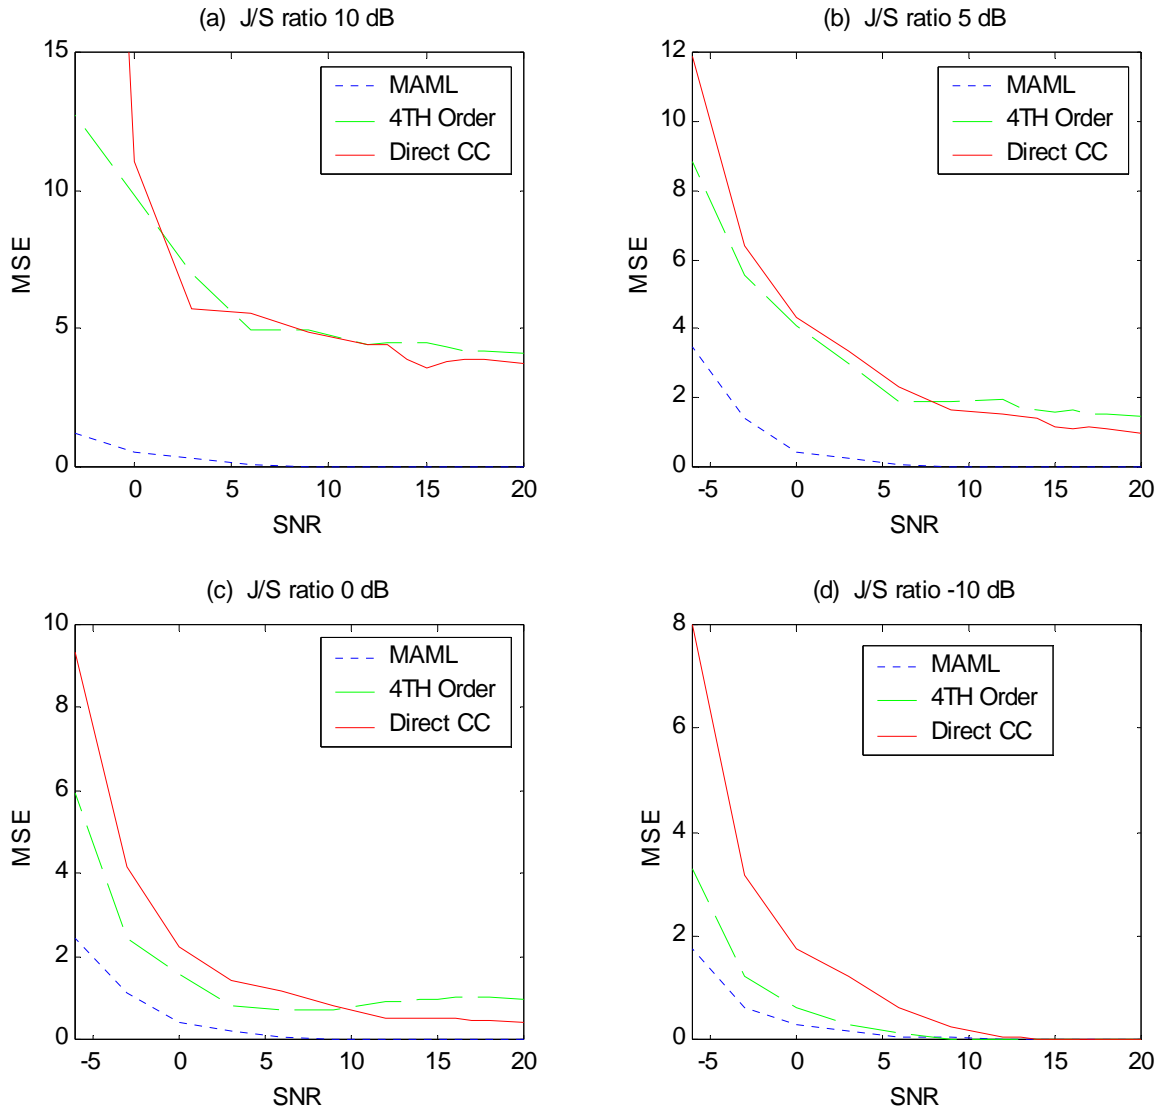 (a) J/S ratio 10 dB
15
10
5
0
MSE
0 5 10 15 20
SNR
MAML
4TH Order
Direct CC
(b) J/S ratio 5 dB
12
10
8
6
4
2
0
MSE
-5 0 5 10 15 20
SNR
MAML
4TH Order
Direct CC
(c) J/S ratio 0 dB
10
8
6
4
2
0
MSE
-5 0 5 10 15 20
SNR
MAML
4TH Order
Direct CC
(d) J/S ratio -10 dB
8
6
4
2
0
MSE
-5 0 5 10 15 20
SNR
MAML
4TH Order
Direct CC